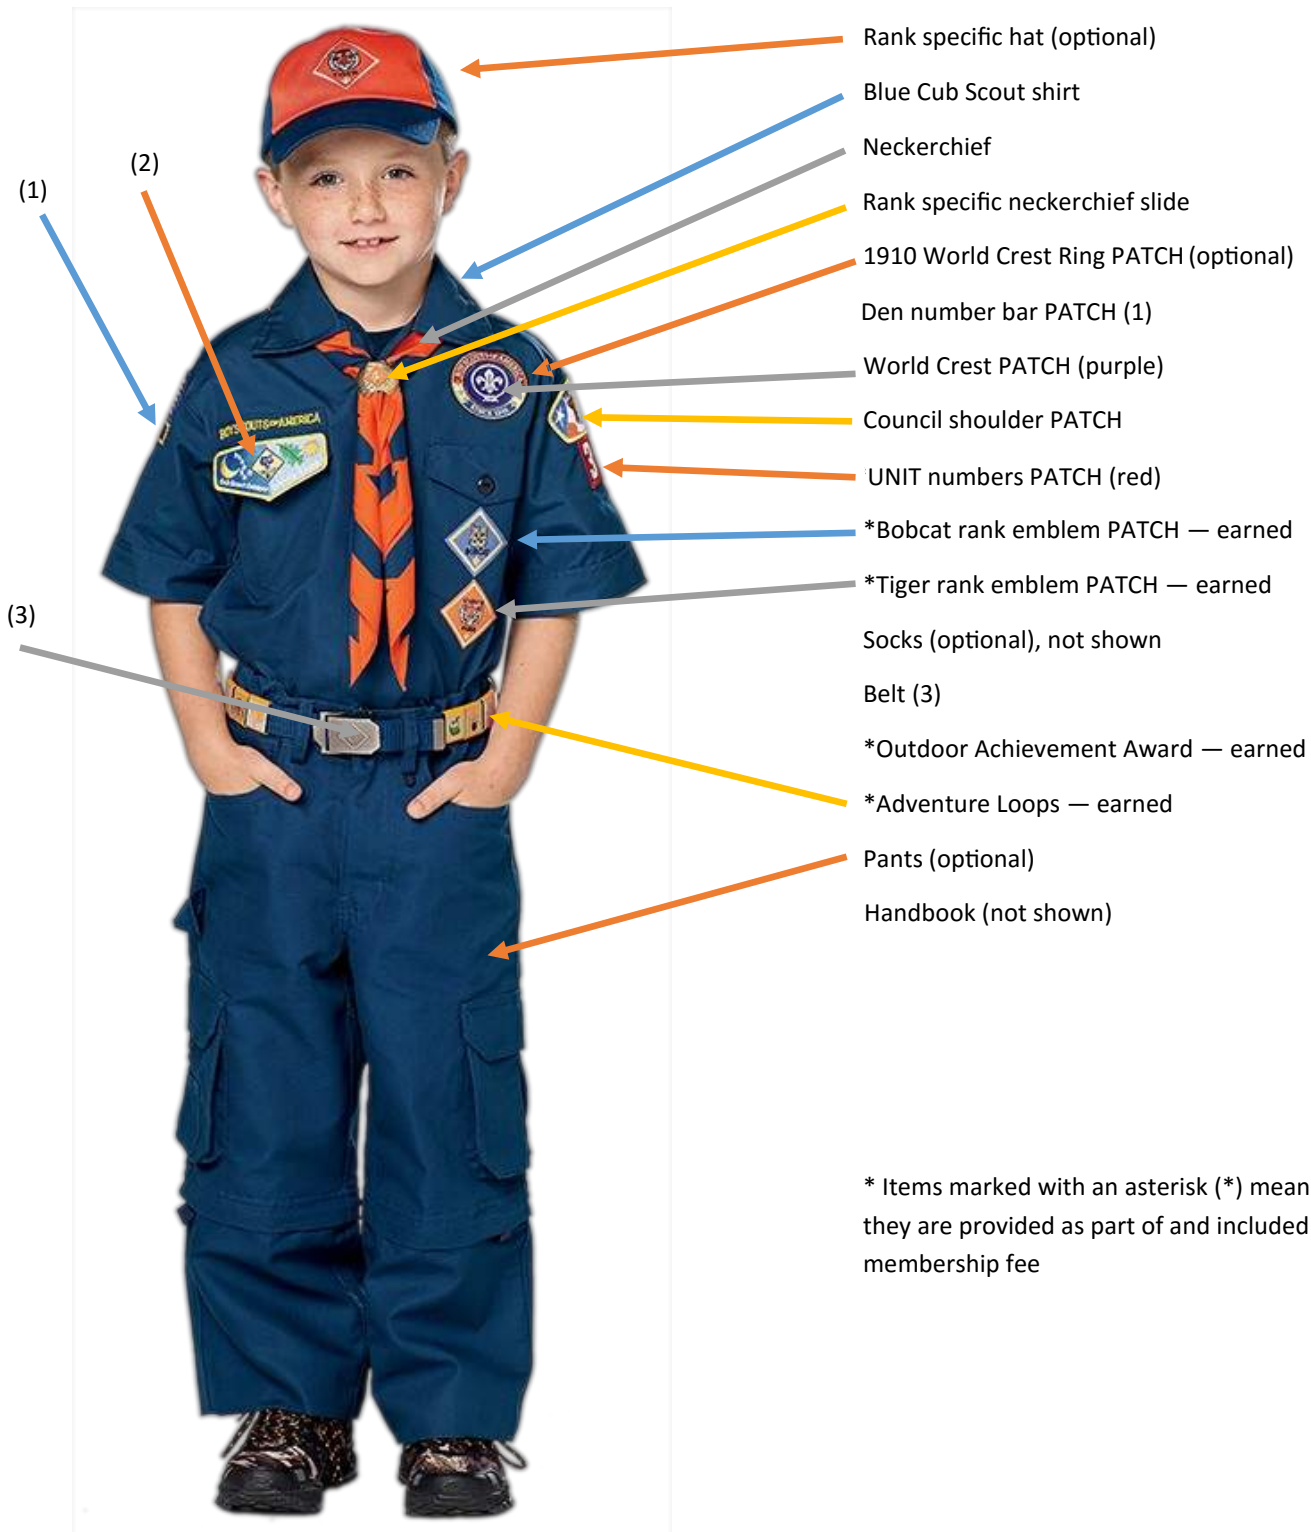 Rank specific hat (optional)
Blue Cub Scout shirt
(2)
Neckerchief
(1)
Rank specific neckerchief slide
1910 World Crest Ring PATCH (optional)
Den number bar PATCH (1)
World Crest PATCH (purple)
Council shoulder PATCH
BOY SCOUTS OF AMERICA
UNIT numbers PATCH (red)
*Bobcat rank emblem PATCH — earned
*Tiger rank emblem PATCH — earned
(3)
Socks (optional), not shown
Belt (3)
*Outdoor Achievement Award — earned
*Adventure Loops — earned
Pants (optional)
Handbook (not shown)
* Items marked with an asterisk (*) mean
they are provided as part of and included
membership fee